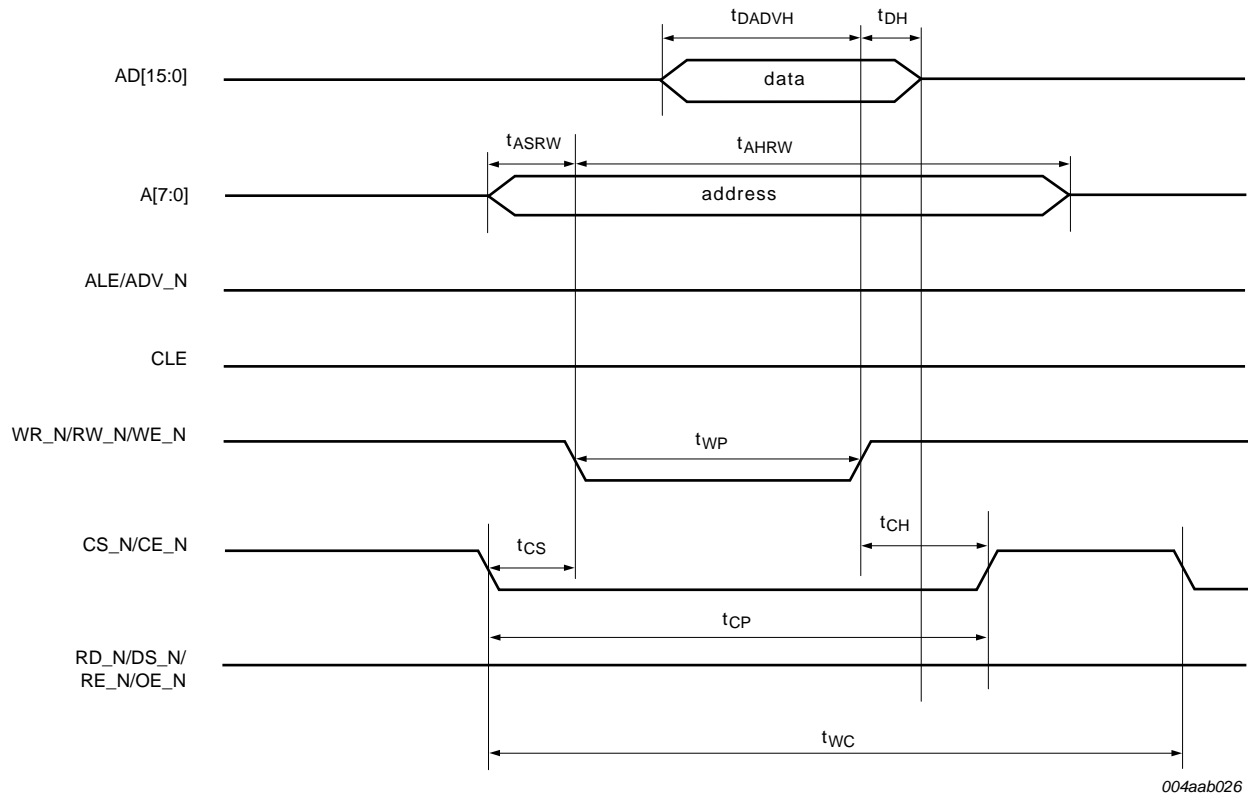 tDADVH
tDH
AD[15:0]
data
tASRW
tAHRW
A[7:0]
address
ALE/ADV_N
CLE
WR_N/RW_N/WE_N
tWP
CS_N/CE_N
tCS
tCH
tCP
RD_N/DS_N/
RE_N/OE_N
tWC
004aab026